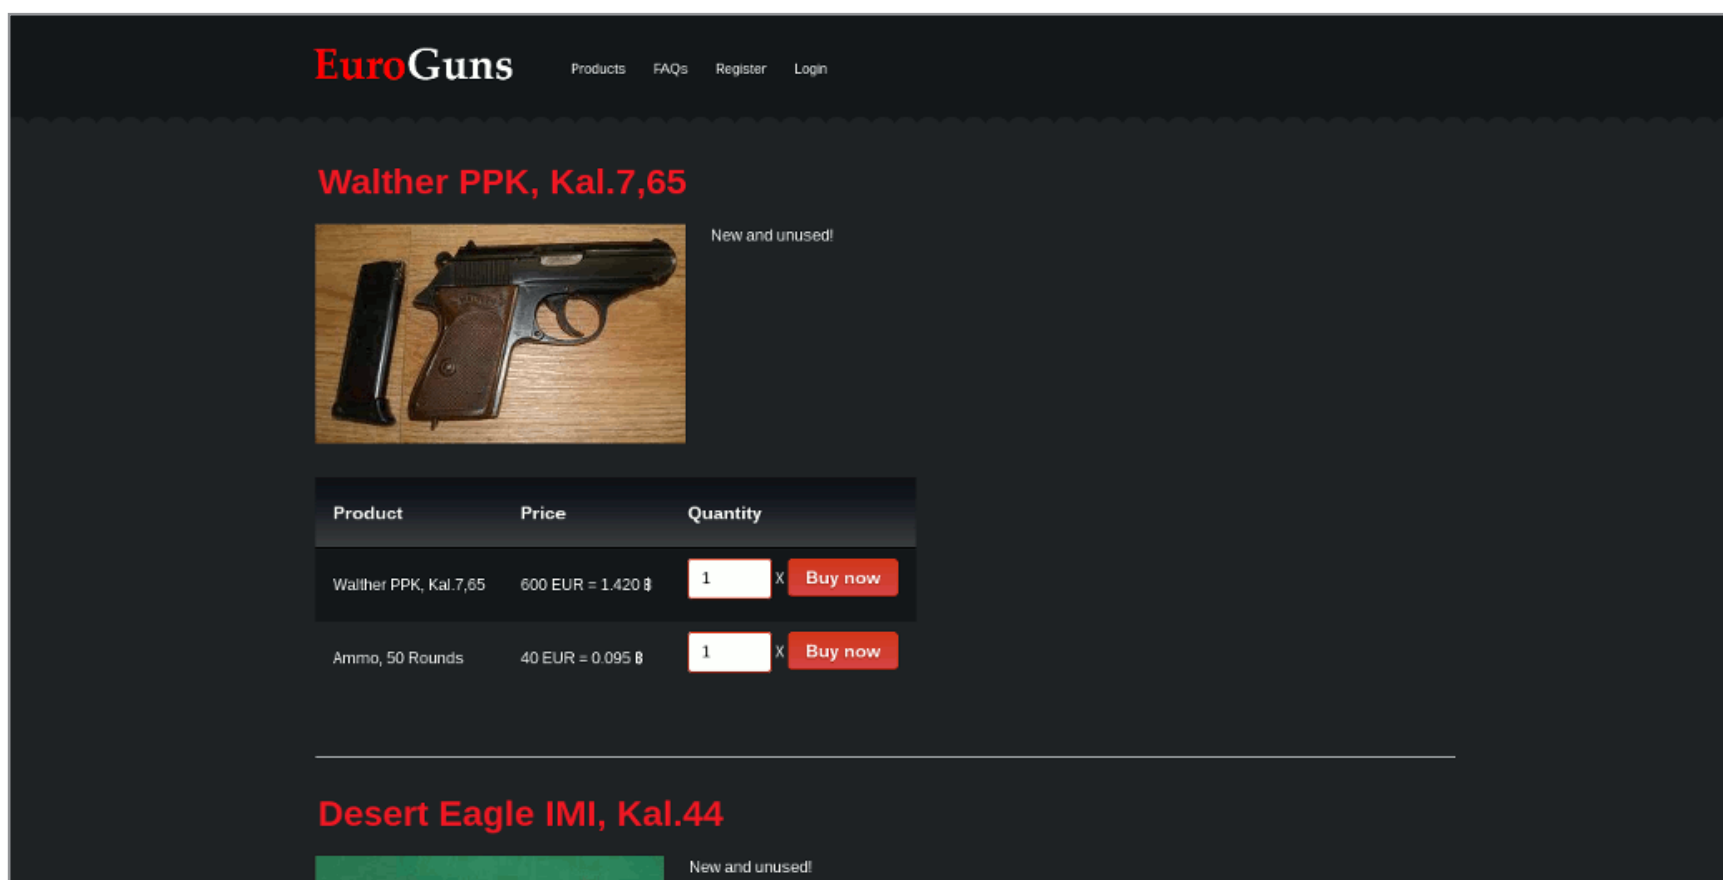 EuroGuns
Products FAQs Register Login
Walther PPK, Kal.7,65
New and unused!
Product Price Quantity
Walther PPK, Kal.7,65 600 EUR = 1.420 ฿ 1 X Buy now
Ammo, 50 Rounds 40 EUR = 0.095 ฿ 1 X Buy now
Desert Eagle IMI, Kal.44
New and unused!